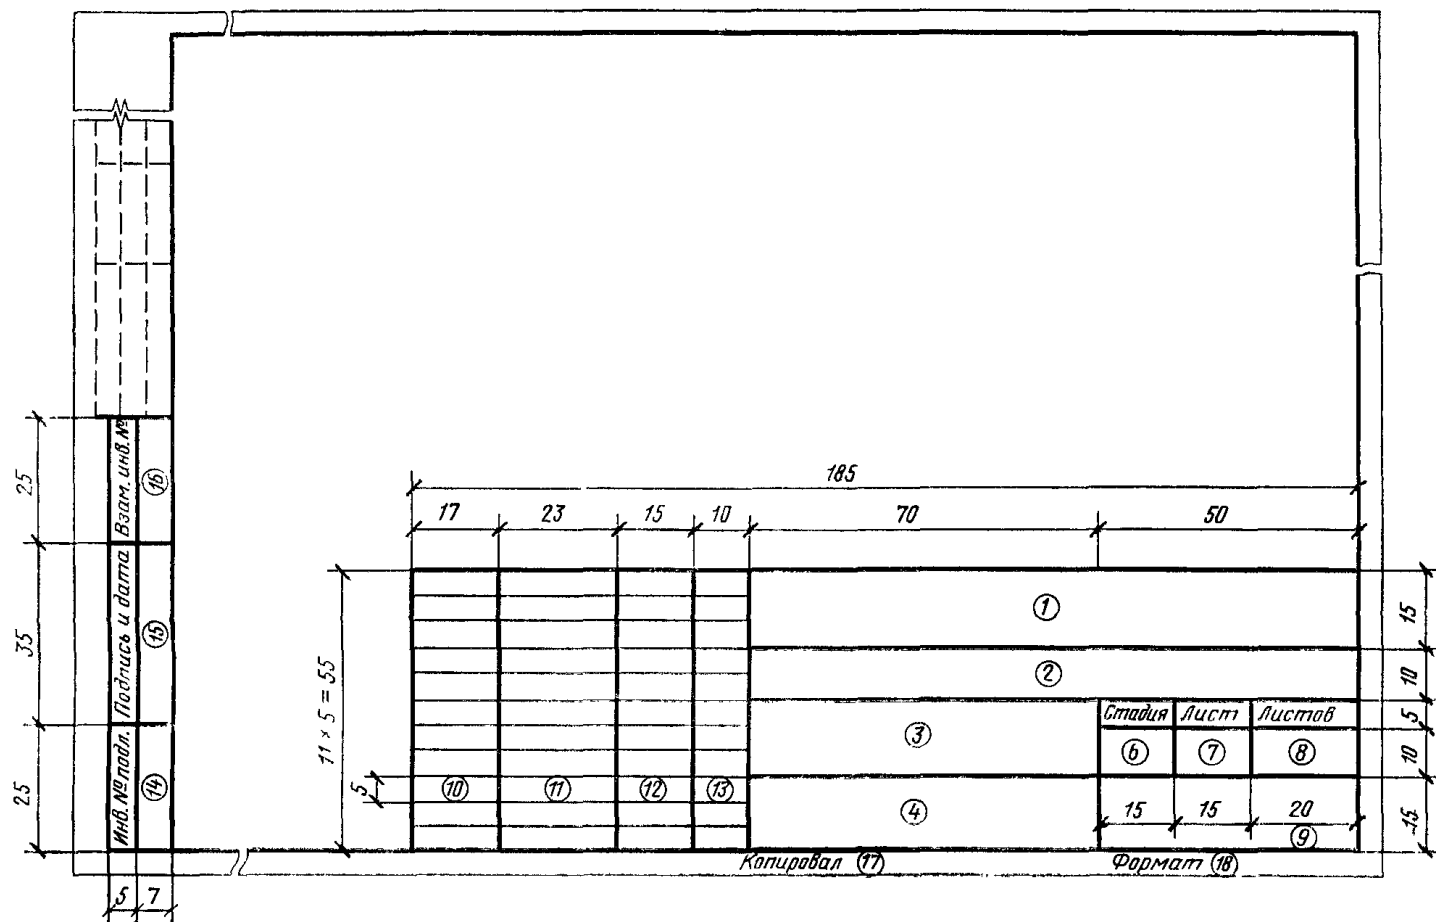 185
17 23 15 10 70 50
25 Взам. инв. № 16
35 Подпись и дата 15
25 Инв. № подл. 14
5 7
11 × 5 = 55
5
1 15
2 10
3 Стадия Лист Листов 5
6 7 8 10
10 11 12 13
4 15 15 20 15
9
Копировал 17 Формат 18